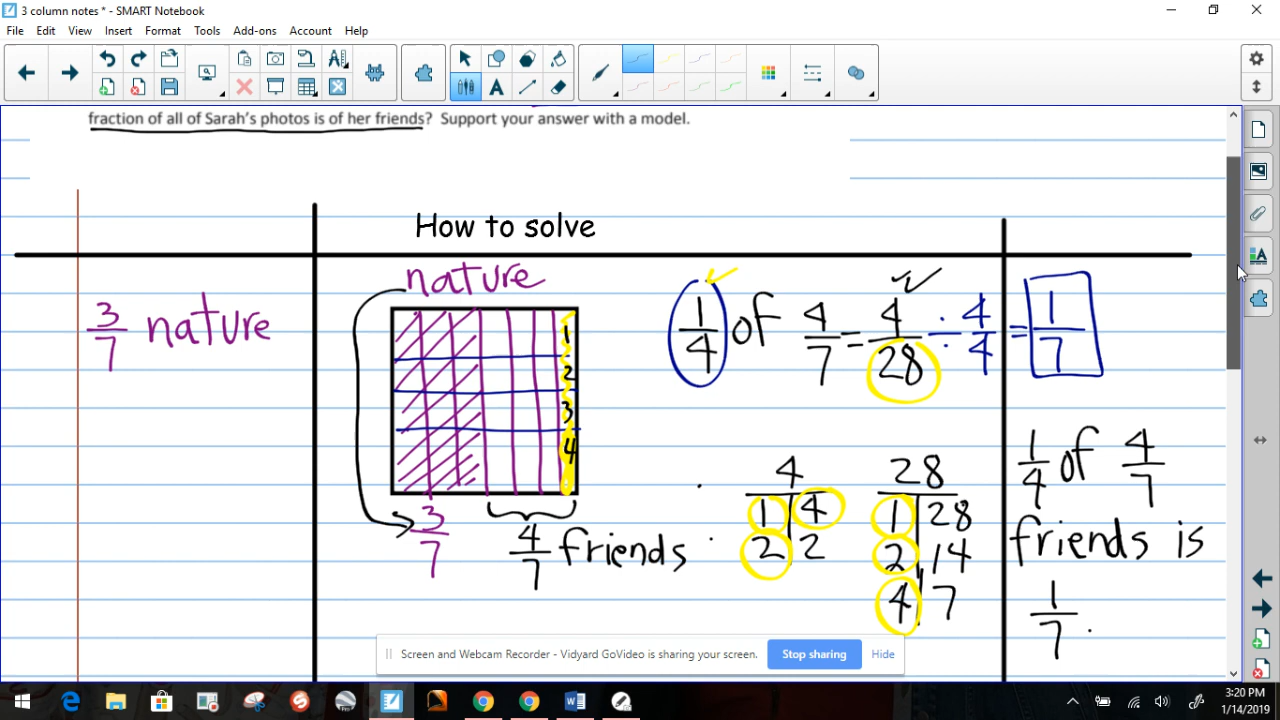 3 column notes * - SMART Notebook
File Edit View Insert Format Tools Add-ons Account Help
fraction of all of Sarah's photos is of her friends? Support your answer with a model.
How to solve
3/7 nature
nature
1
2
3
4
3/7
4/7 friends
1/4 of 4/7 = 4/28 ÷ 4/4 = 1/7
4
1 4
2 2
28
1 28
2 14
4 7
1/4 of 4/7
friends is
1/7.
Screen and Webcam Recorder - Vidyard GoVideo is sharing your screen. Stop sharing Hide
3:20 PM
1/14/2019